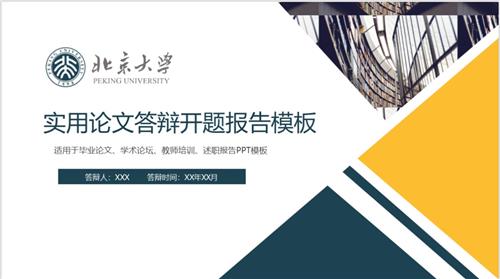 北京大学
PEKING UNIVERSITY
实用论文答辩开题报告模板
适用于毕业论文、学术论坛、教师培训、述职报告PPT模板
答辩人：XXX 答辩时间：XX年XX月